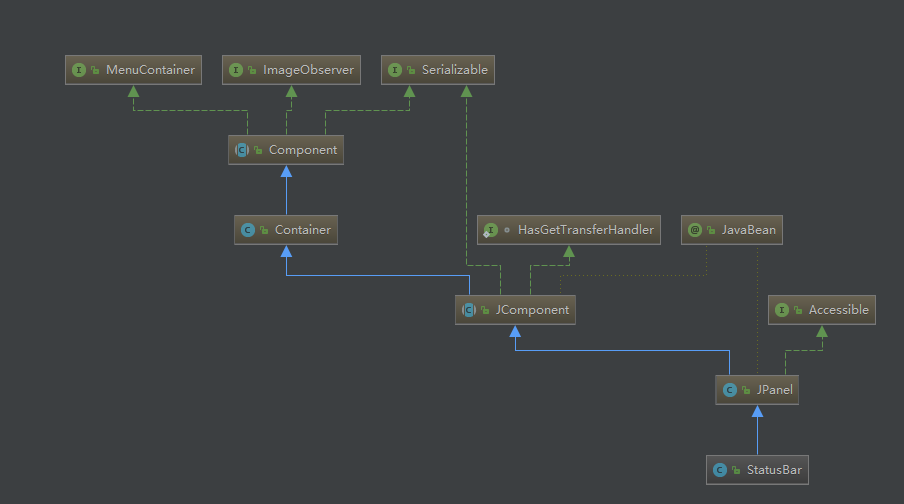 MenuContainer
ImageObserver
Serializable
Component
Container
HasGetTransferHandler
JavaBean
JComponent
Accessible
JPanel
StatusBar